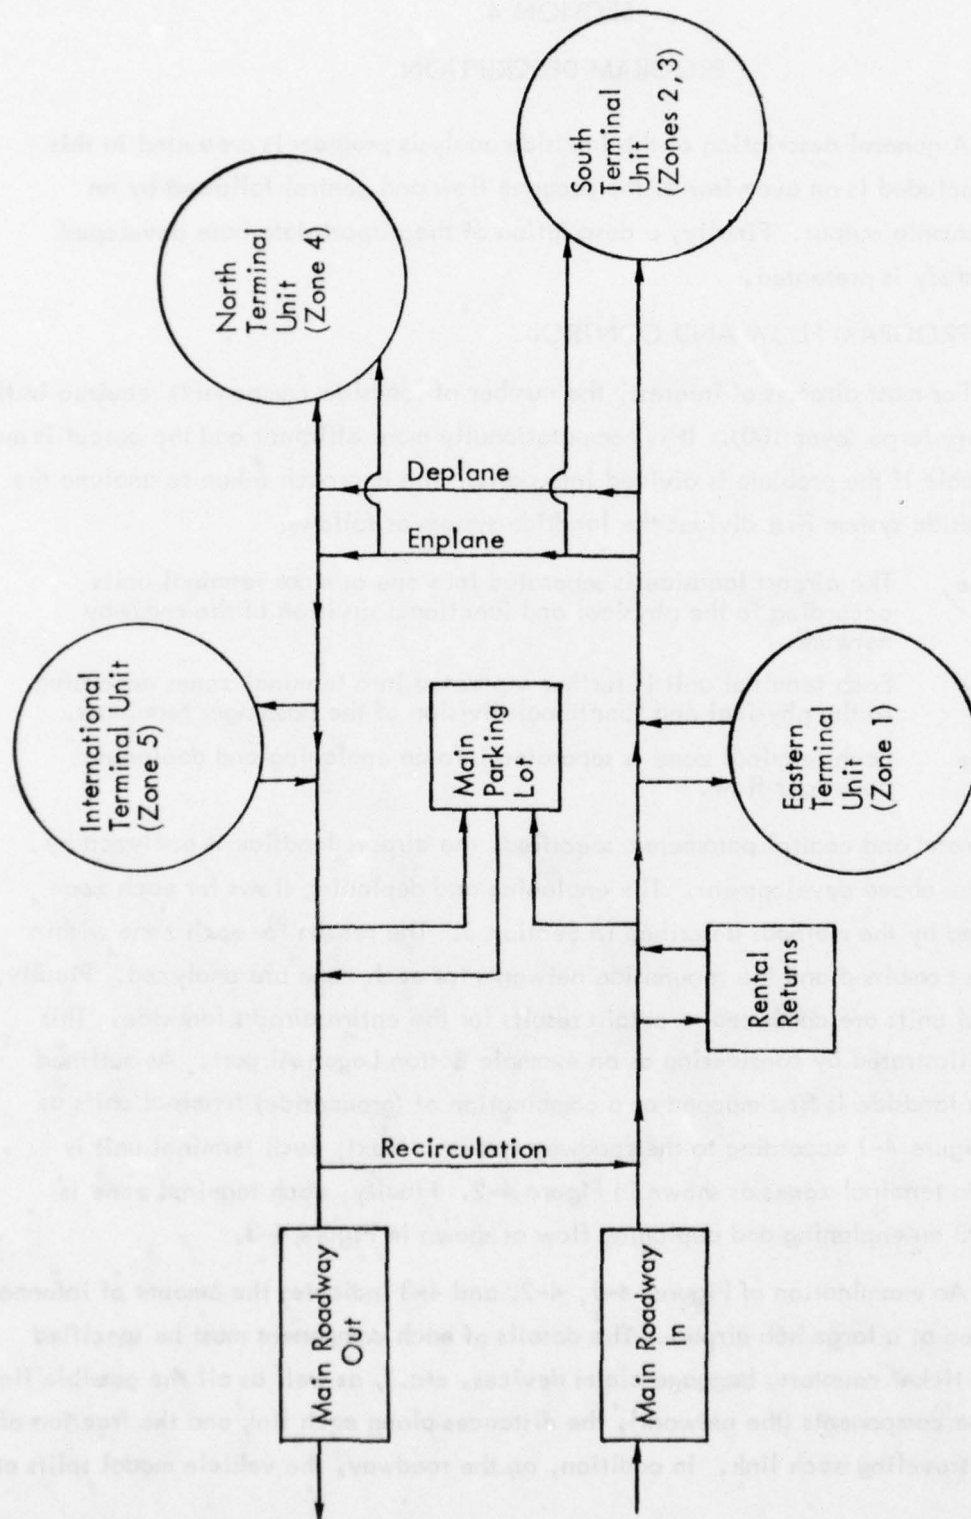 South
Terminal
Unit
(Zones 2,3)
North
Terminal
Unit
(Zone 4)
Deplane
Enplane
International
Terminal Unit
(Zone 5)
Main
Parking
Lot
Eastern
Terminal
Unit
(Zone 1)
Rental
Returns
Recirculation
Main Roadway
Out
Main Roadway
In